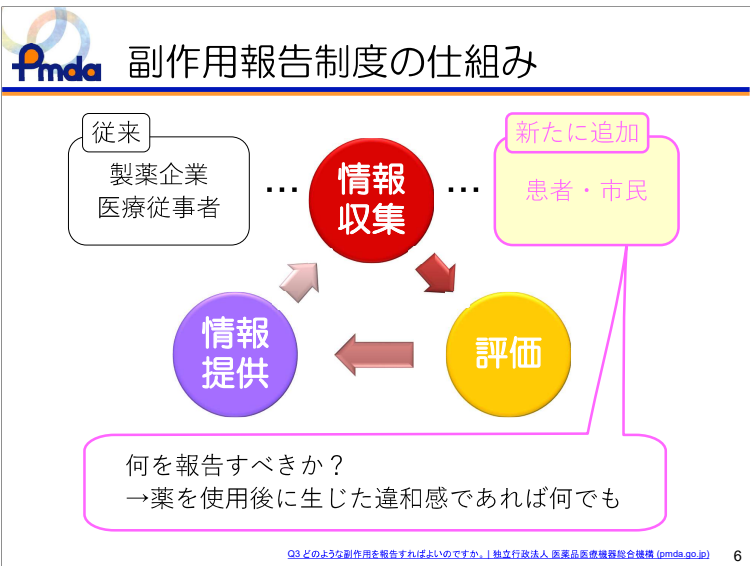 Pmda
副作用報告制度の仕組み
従来
製薬企業
医療従事者
…
情報
収集
…
新たに追加
患者・市民
情報
提供
評価
何を報告すべきか?
→薬を使用後に生じた違和感であれば何でも
Q3 どのような副作用を報告すればよいのですか。 | 独立行政法人 医薬品医療機器総合機構 (pmda.go.jp)
6